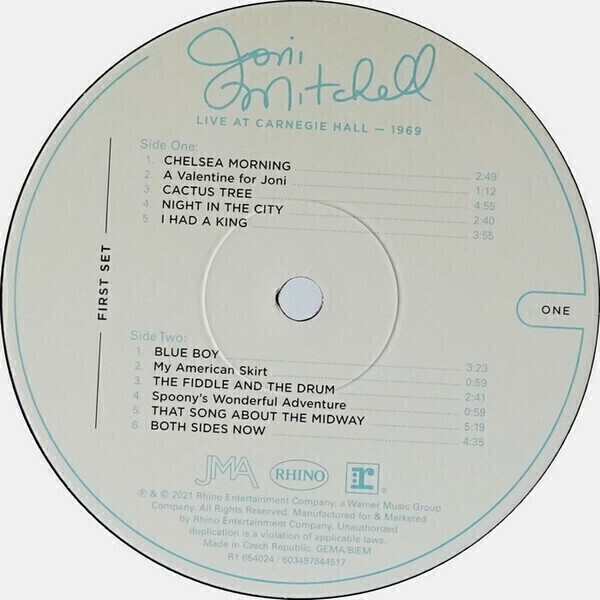 Joni
Mitchell
LIVE AT CARNEGIE HALL — 1969
FIRST SET
Side One:
1. CHELSEA MORNING 2:49
2. A Valentine for Joni 1:12
3. CACTUS TREE 4:55
4. NIGHT IN THE CITY 2:40
5. I HAD A KING 3:55
ONE
Side Two:
1. BLUE BOY 3:23
2. My American Skirt 0:59
3. THE FIDDLE AND THE DRUM 2:41
4. Spoony's Wonderful Adventure 0:59
5. THAT SONG ABOUT THE MIDWAY 5:19
6. BOTH SIDES NOW 4:35
JMA RHINO r®
℗ & © 2021 Rhino Entertainment Company, a Warner Music Group
Company. All Rights Reserved. Manufactured for & Marketed
by Rhino Entertainment Company. Unauthorized
duplication is a violation of applicable laws.
Made in Czech Republic. GEMA/BIEM
R1 654024 / 603497844517